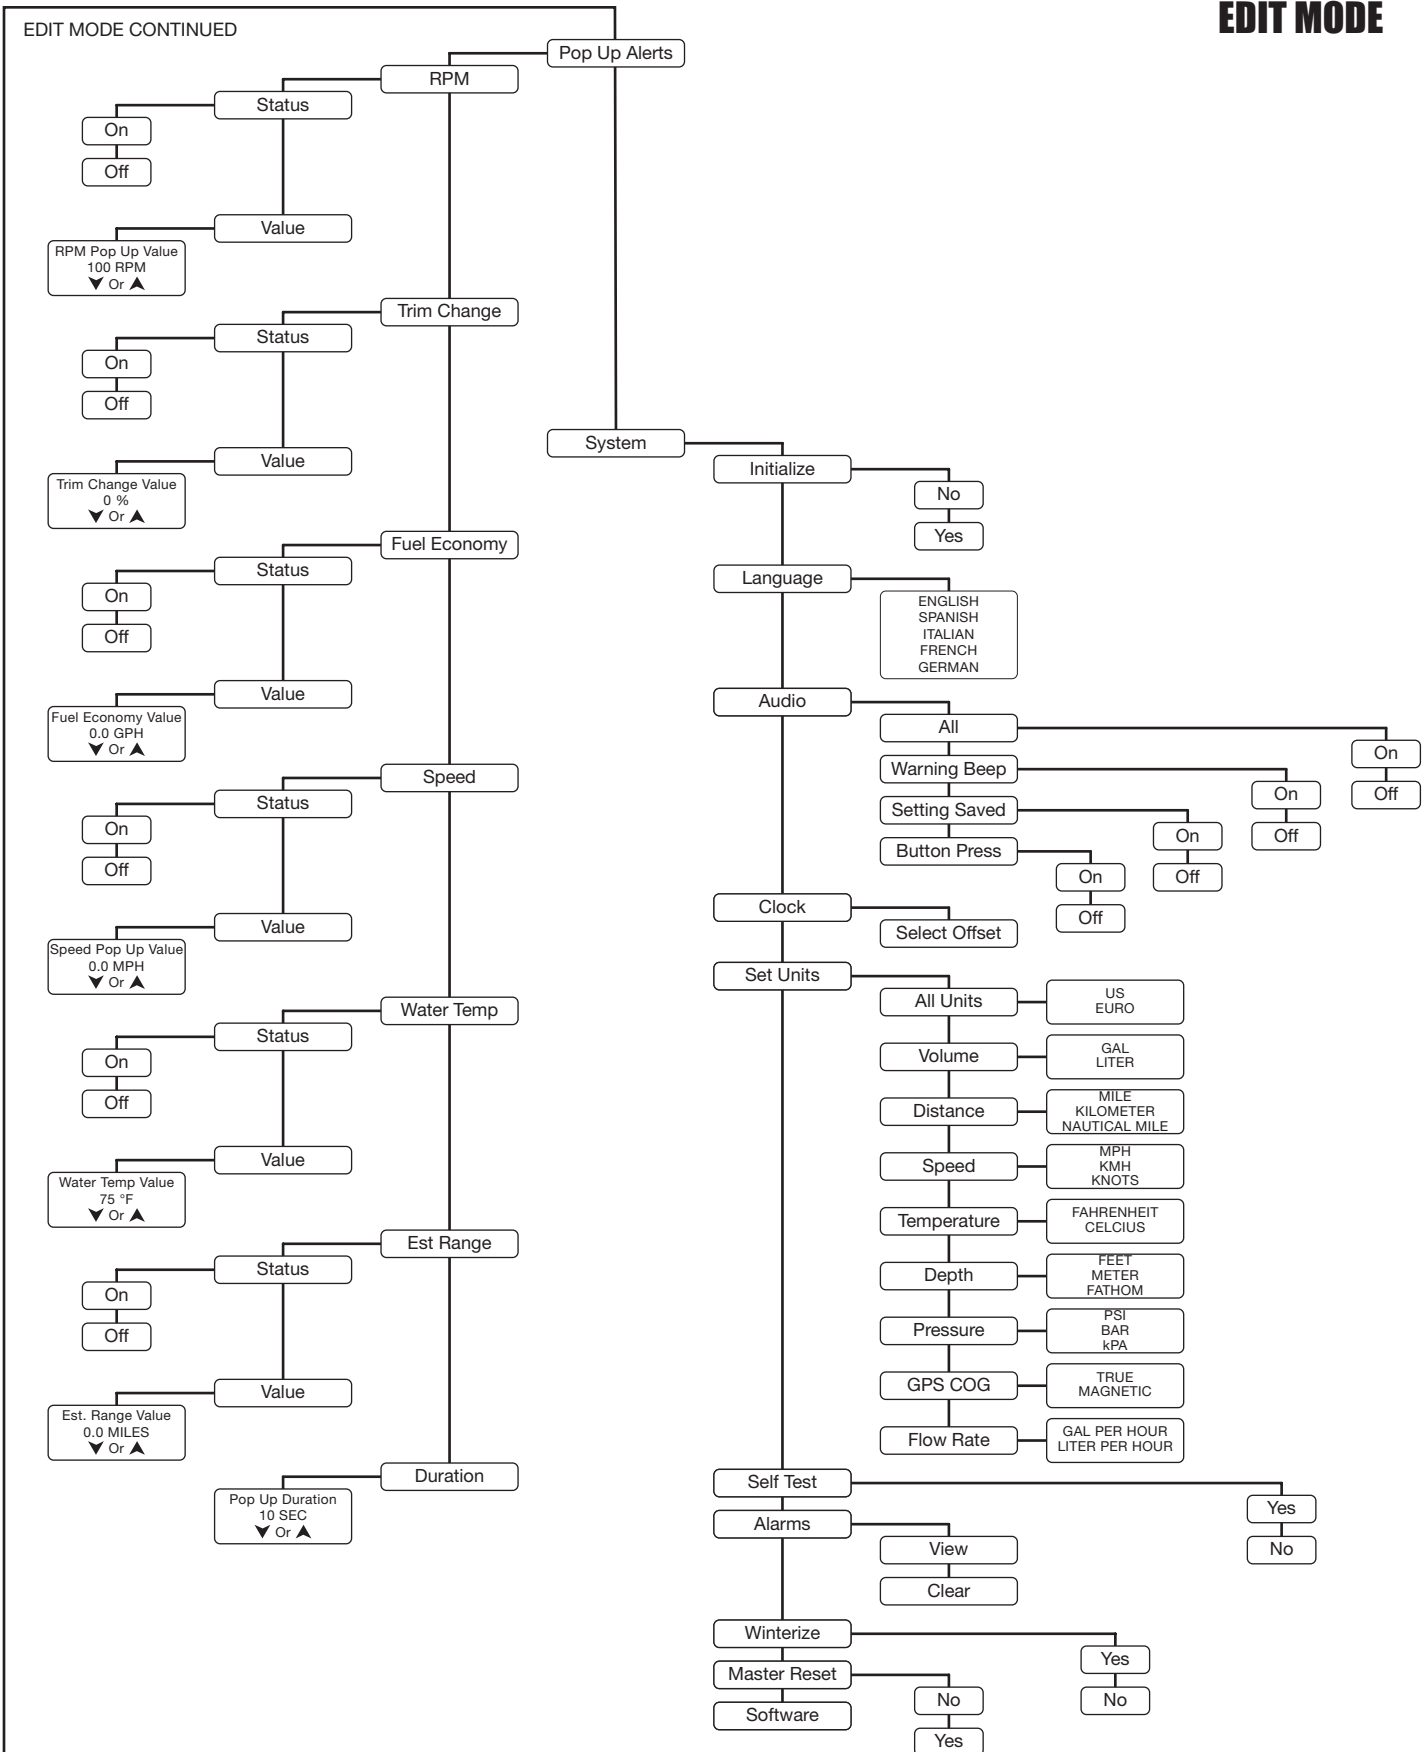 EDIT MODE
EDIT MODE CONTINUED
Pop Up Alerts
RPM
Status
On
Off
Value
RPM Pop Up Value
100 RPM
Or
Trim Change
Status
On
Off
Value
Trim Change Value
0 %
Or
Fuel Economy
Status
On
Off
Value
Fuel Economy Value
0.0 GPH
Or
Speed
Status
On
Off
Value
Speed Pop Up Value
0.0 MPH
Or
Water Temp
Status
On
Off
Value
Water Temp Value
75 °F
Or
Est Range
Status
On
Off
Value
Est. Range Value
0.0 MILES
Or
Duration
Pop Up Duration
10 SEC
Or
System
Initialize
No
Yes
Language
ENGLISH
SPANISH
ITALIAN
FRENCH
GERMAN
Audio
All
On
Off
Warning Beep
On
Off
Setting Saved
On
Off
Button Press
On
Off
Clock
Select Offset
Set Units
All Units
US
EURO
Volume
GAL
LITER
Distance
MILE
KILOMETER
NAUTICAL MILE
Speed
MPH
KMH
KNOTS
Temperature
FAHRENHEIT
CELCIUS
Depth
FEET
METER
FATHOM
Pressure
PSI
BAR
kPA
GPS COG
TRUE
MAGNETIC
Flow Rate
GAL PER HOUR
LITER PER HOUR
Self Test
Yes
No
Alarms
View
Clear
Winterize
Yes
No
Master Reset
No
Yes
Software